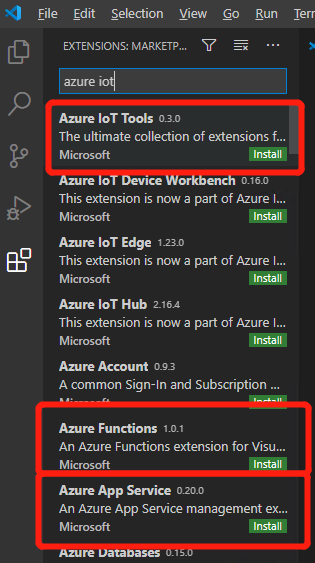 File Edit Selection
EXTENSIONS: MARKETP...
azure iot
Azure IoT Tools 0.3.0
The ultimate collection of extensions f...
Microsoft Install
Azure IoT Device Workbench 0.16.0
This extension is now a part of Azure I...
Microsoft Install
Azure IoT Edge 1.23.0
This extension is now a part of Azure I...
Microsoft Install
Azure IoT Hub 2.16.4
This extension is now a part of Azure I...
Microsoft Install
Azure Account 0.9.3
A common Sign-In and Subscription ...
Microsoft Install
Azure Functions 1.0.1
An Azure Functions extension for Visu...
Microsoft Install
Azure App Service 0.20.0
An Azure App Service management ex...
Microsoft Install
Azure Databases 0.15.0